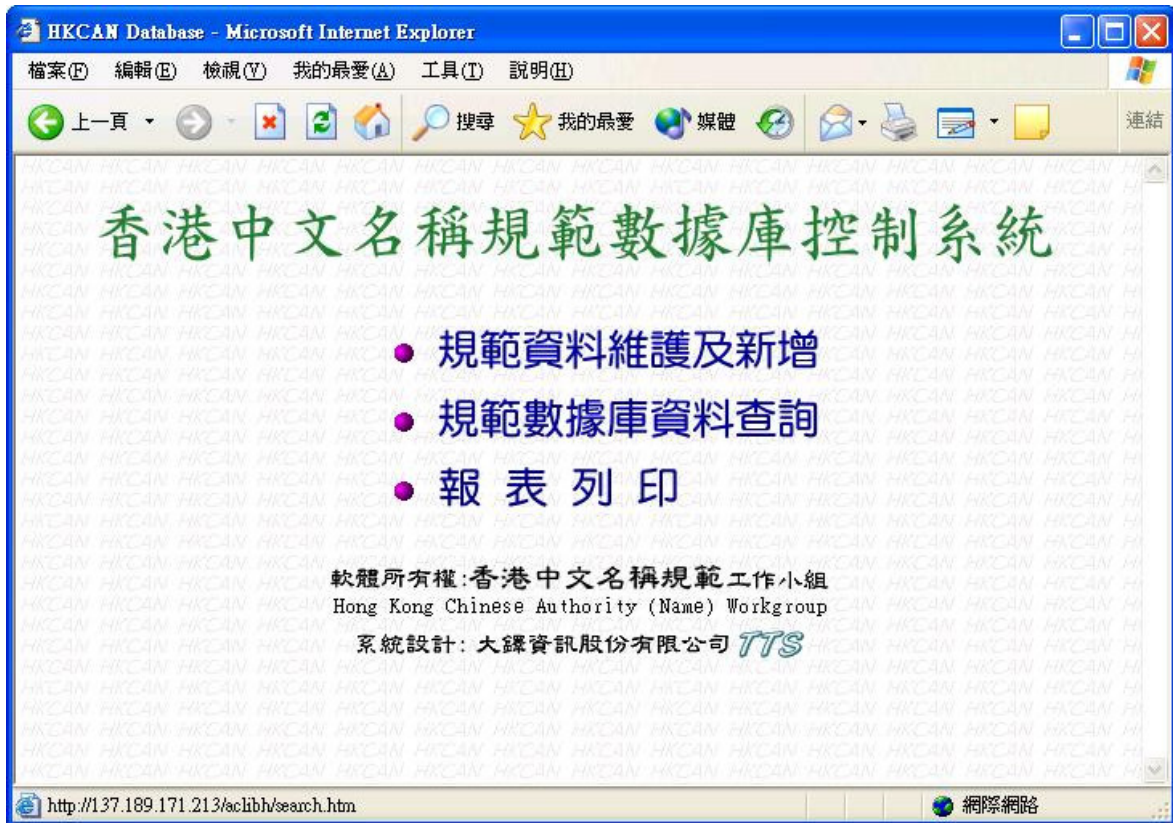 HKCAN Database - Microsoft Internet Explorer
檔案(F) 編輯(E) 檢視(V) 我的最愛(A) 工具(T) 說明(H)
上一頁 搜尋 我的最愛 媒體 連結
香港中文名稱規範數據庫控制系統
規範資料維護及新增
規範數據庫資料查詢
報表列印
軟體所有權:香港中文名稱規範工作小組
Hong Kong Chinese Authority (Name) Workgroup
系統設計: 大鐸資訊股份有限公司 TTS
http://137.189.171.213/aclibh/search.htm 網際網路